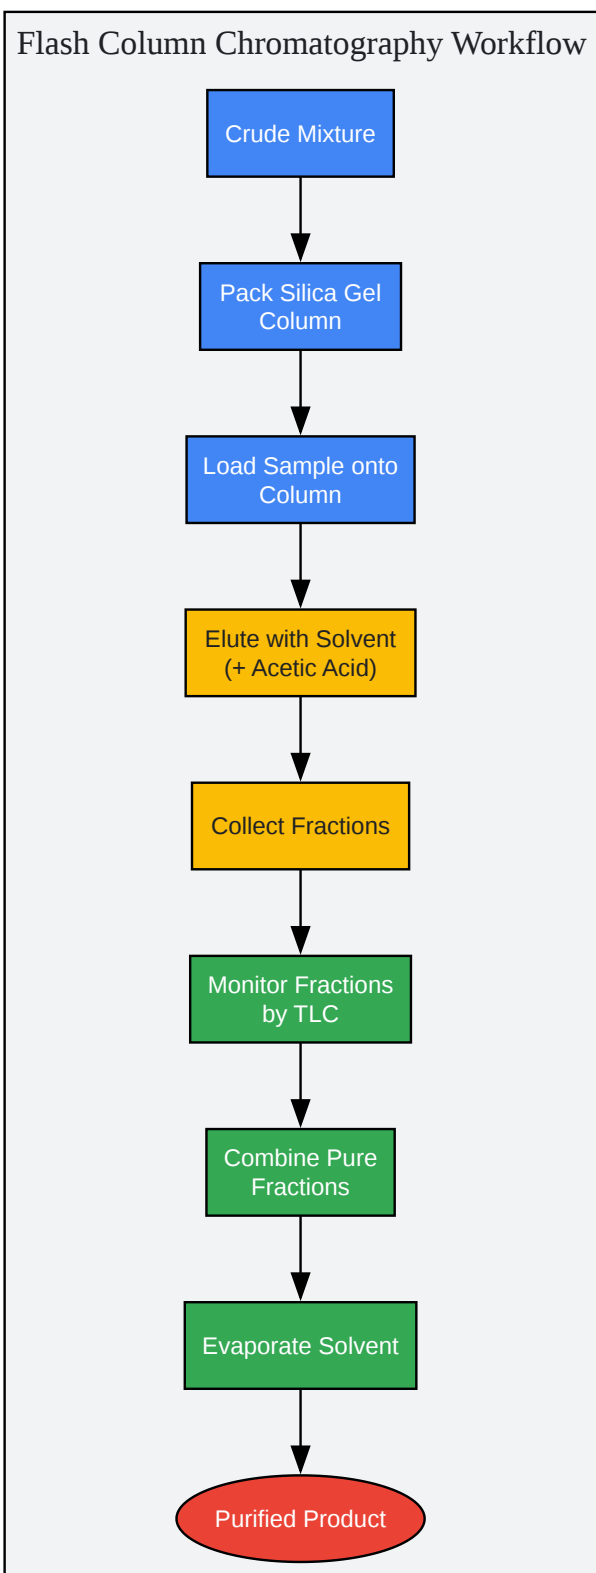 Flash Column Chromatography Workflow
Crude Mixture
Pack Silica Gel
Column
Load Sample onto
Column
Elute with Solvent
(+ Acetic Acid)
Collect Fractions
Monitor Fractions
by TLC
Combine Pure
Fractions
Evaporate Solvent
Purified Product